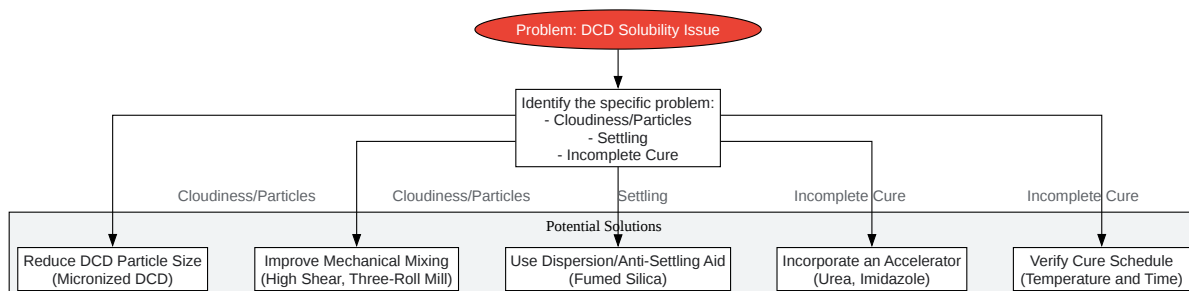 Problem: DCD Solubility Issue
Identify the specific problem:
- Cloudiness/Particles
- Settling
- Incomplete Cure
Cloudiness/Particles
Cloudiness/Particles
Settling
Incomplete Cure
Incomplete Cure
Potential Solutions
Reduce DCD Particle Size
(Micronized DCD)
Improve Mechanical Mixing
(High Shear, Three-Roll Mill)
Use Dispersion/Anti-Settling Aid
(Fumed Silica)
Incorporate an Accelerator
(Urea, Imidazole)
Verify Cure Schedule
(Temperature and Time)